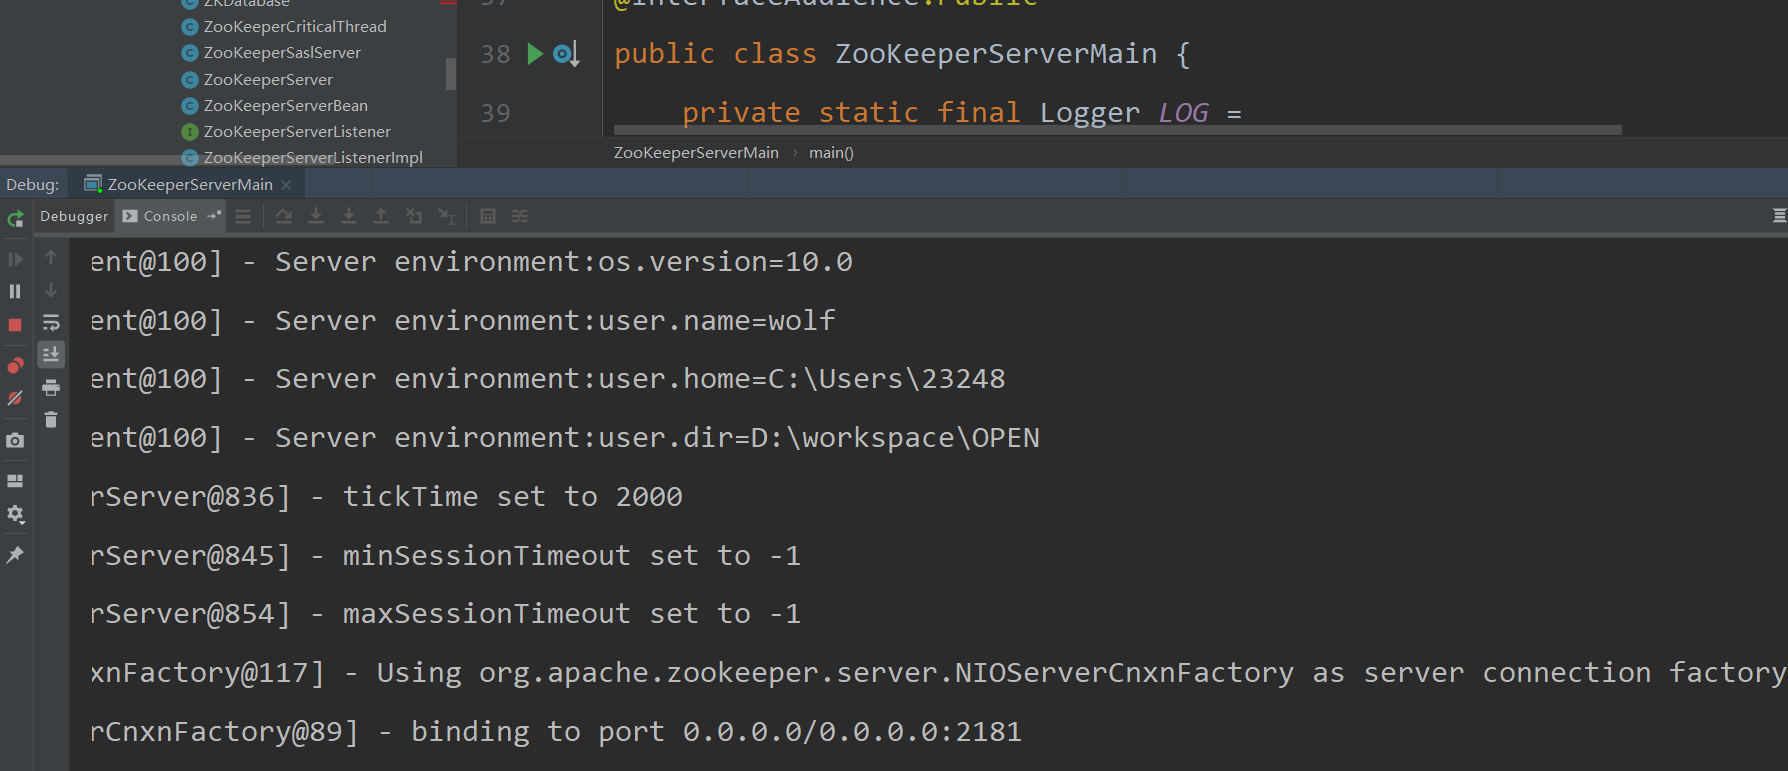 ZKDatabase
ZooKeeperCriticalThread
ZooKeeperSaslServer
ZooKeeperServer
ZooKeeperServerBean
ZooKeeperServerListener
ZooKeeperServerListenerImpl
37 @InterfaceAudience.Public
38 public class ZooKeeperServerMain {
39 private static final Logger LOG =
ZooKeeperServerMain › main()
Debug: ZooKeeperServerMain
Debugger Console
ent@100] - Server environment:os.version=10.0
ent@100] - Server environment:user.name=wolf
ent@100] - Server environment:user.home=C:\Users\23248
ent@100] - Server environment:user.dir=D:\workspace\OPEN
rServer@836] - tickTime set to 2000
rServer@845] - minSessionTimeout set to -1
rServer@854] - maxSessionTimeout set to -1
xnFactory@117] - Using org.apache.zookeeper.server.NIOServerCnxnFactory as server connection factory
rCnxnFactory@89] - binding to port 0.0.0.0/0.0.0.0:2181